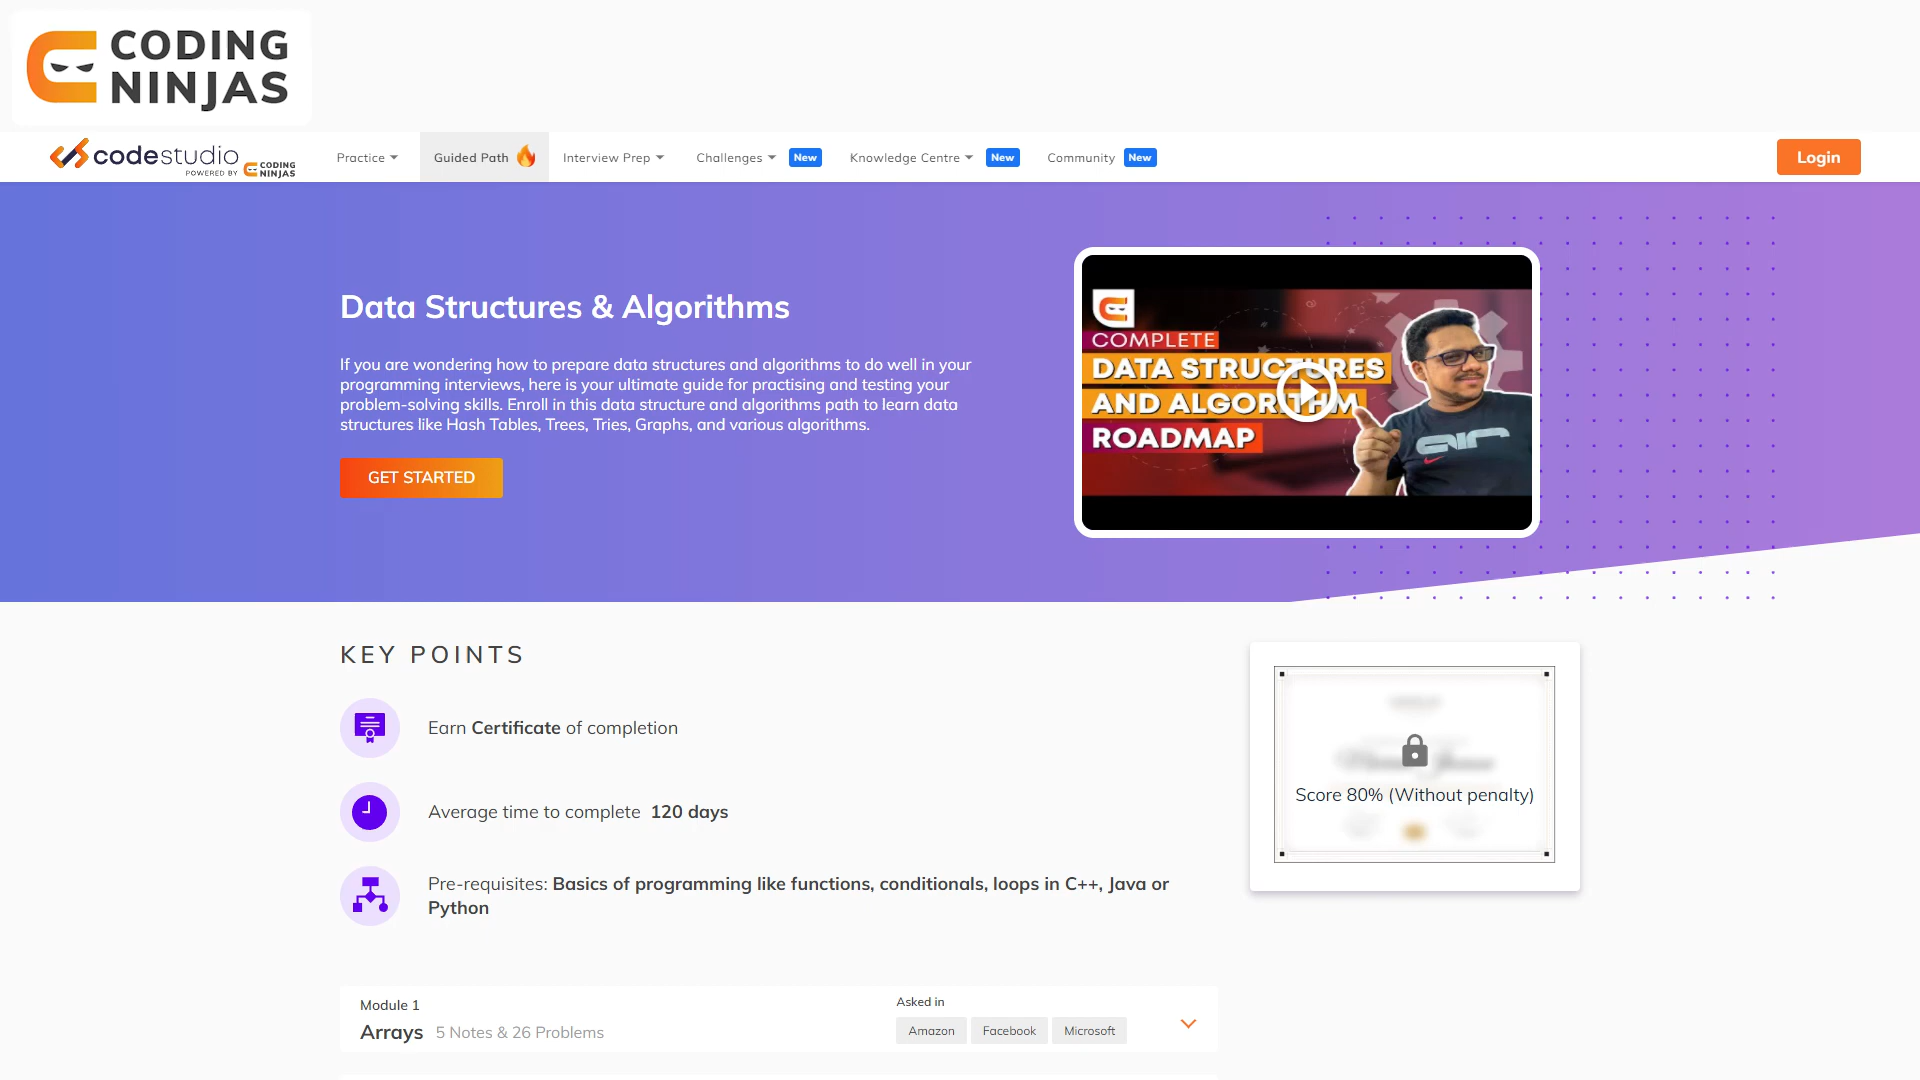 CODING
NINJAS
codestudio
POWERED BY CODING NINJAS
Practice
Guided Path
Interview Prep
Challenges New
Knowledge Centre New
Community New
Login
Data Structures & Algorithms
If you are wondering how to prepare data structures and algorithms to do well in your
programming interviews, here is your ultimate guide for practising and testing your
problem-solving skills. Enroll in this data structure and algorithms path to learn data
structures like Hash Tables, Trees, Tries, Graphs, and various algorithms.
GET STARTED
COMPLETE
DATA STRUCTURES
AND ALGORITHM
ROADMAP
KEY POINTS
Earn Certificate of completion
Average time to complete 120 days
Pre-requisites: Basics of programming like functions, conditionals, loops in C++, Java or
Python
Score 80% (Without penalty)
Module 1
Arrays 5 Notes & 26 Problems
Asked in
Amazon Facebook Microsoft